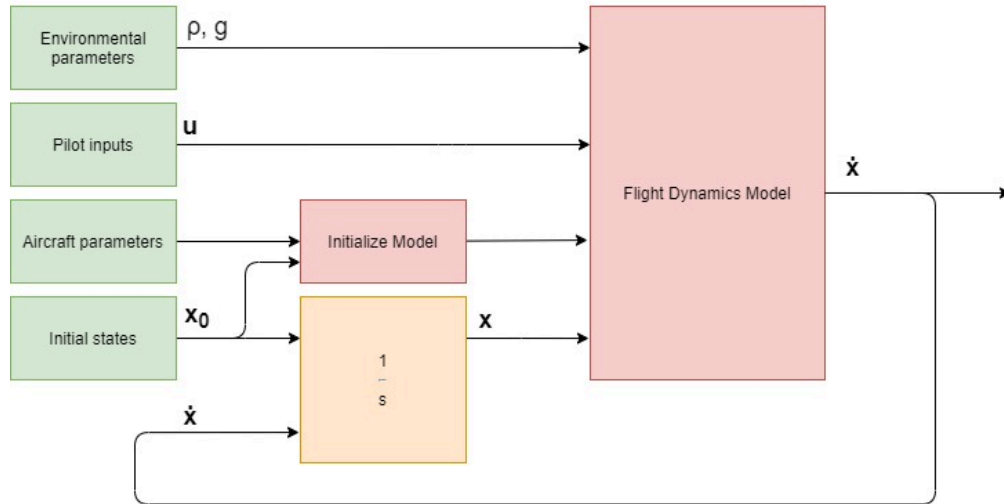 Environmental
parameters
ρ, g
Pilot inputs
u
Aircraft parameters
Initialize Model
Initial states
x₀
1
s
x
ẋ
Flight Dynamics Model
ẋ